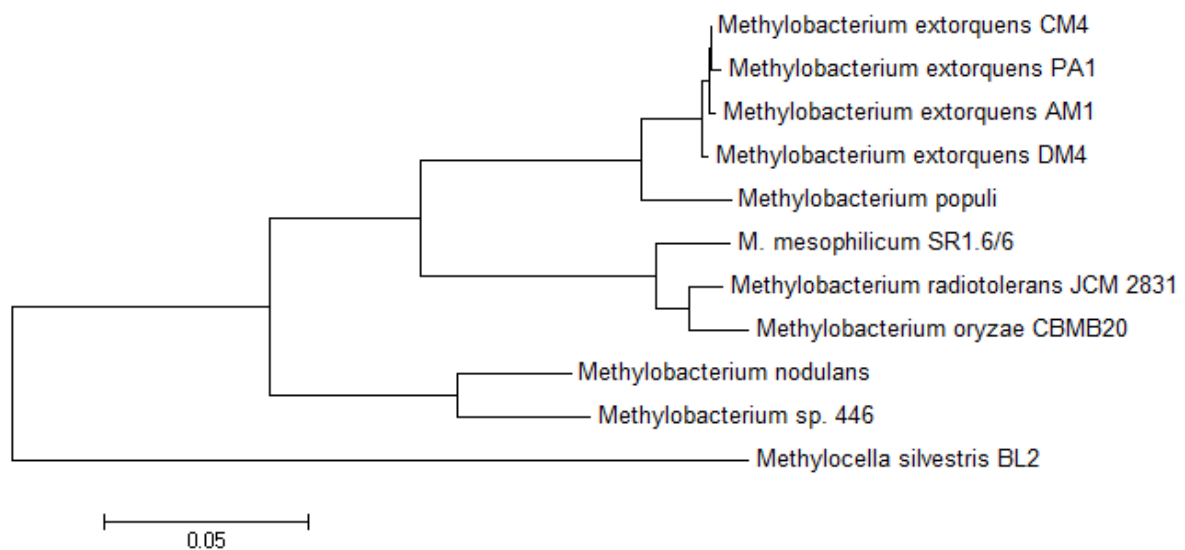 Methylobacterium extorquens CM4
Methylobacterium extorquens PA1
Methylobacterium extorquens AM1
Methylobacterium extorquens DM4
Methylobacterium populi
M. mesophilicum SR1.6/6
Methylobacterium radiotolerans JCM 2831
Methylobacterium oryzae CBMB20
Methylobacterium nodulans
Methylobacterium sp. 446
Methylocella silvestris BL2
0.05